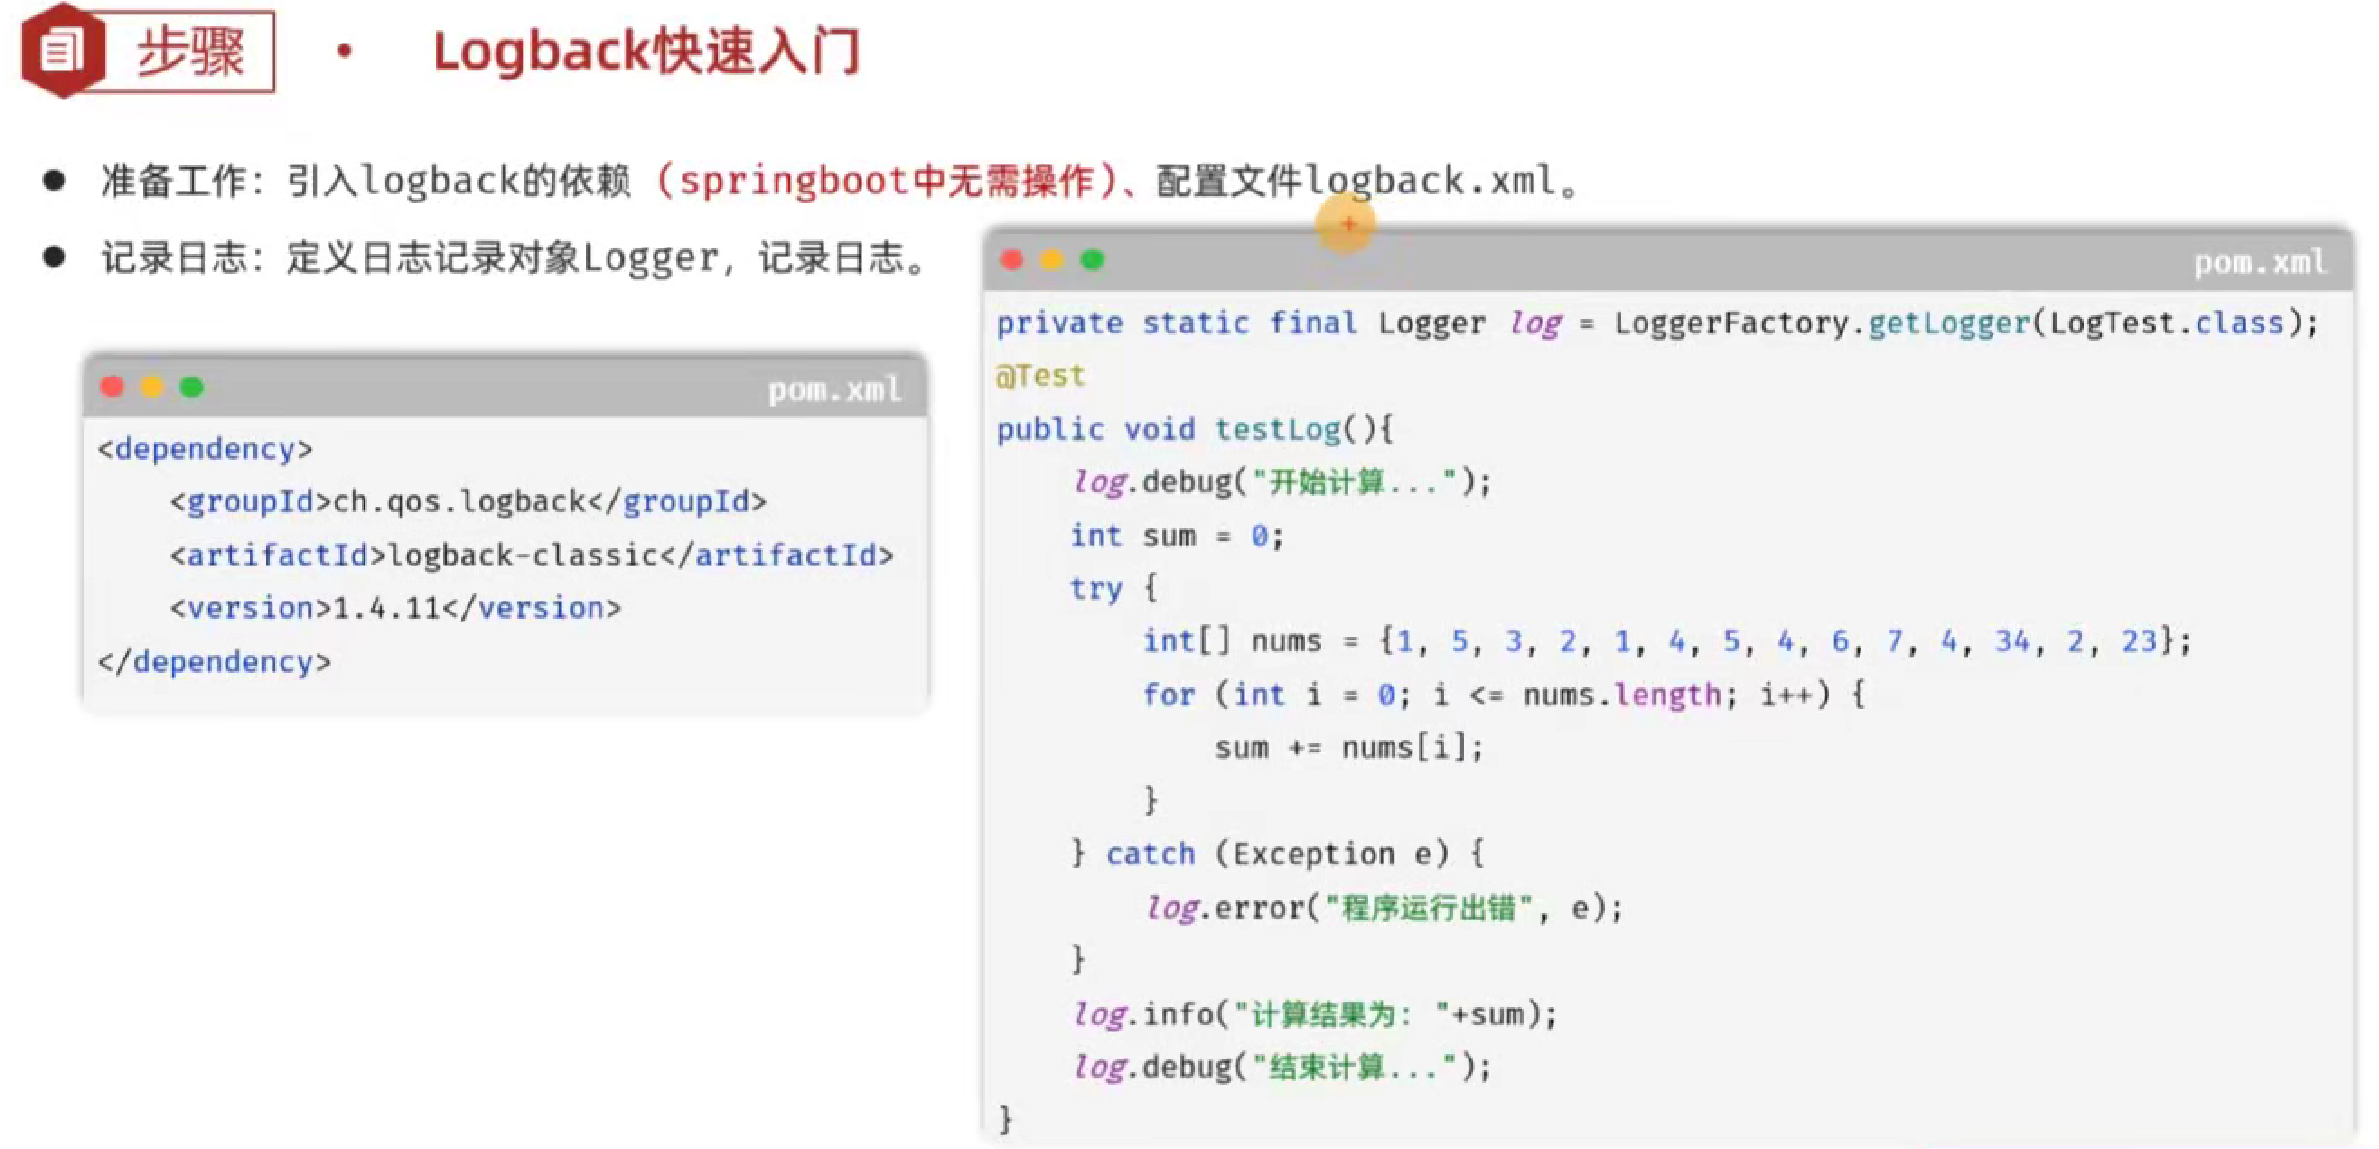 步骤 • Logback快速入门
● 准备工作：引入logback的依赖（springboot中无需操作）、配置文件logback.xml。
● 记录日志：定义日志记录对象Logger，记录日志。
pom.xml
<dependency>
    <groupId>ch.qos.logback</groupId>
    <artifactId>logback-classic</artifactId>
    <version>1.4.11</version>
</dependency>
pom.xml
private static final Logger log = LoggerFactory.getLogger(LogTest.class);
@Test
public void testLog(){
    log.debug("开始计算...");
    int sum = 0;
    try {
        int[] nums = {1, 5, 3, 2, 1, 4, 5, 4, 6, 7, 4, 34, 2, 23};
        for (int i = 0; i <= nums.length; i++) {
            sum += nums[i];
        }
    } catch (Exception e) {
        log.error("程序运行出错", e);
    }
    log.info("计算结果为: "+sum);
    log.debug("结束计算...");
}